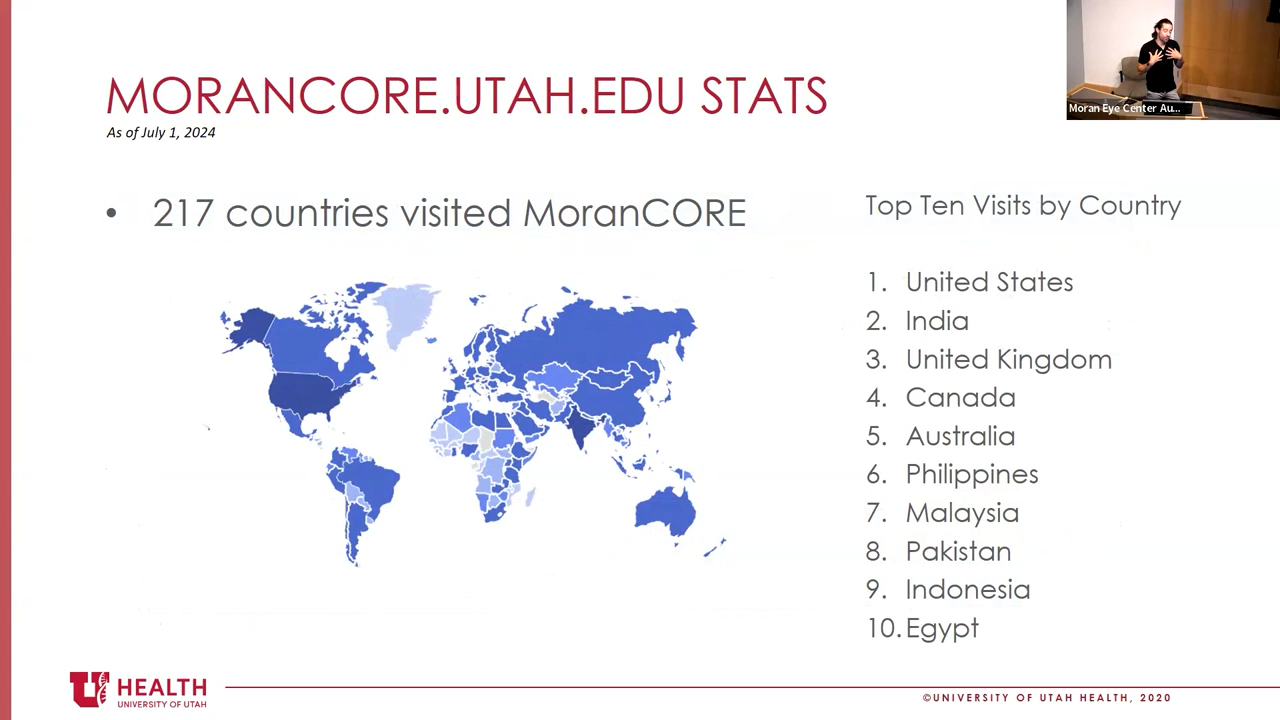 MORANCORE.UTAH.EDU STATS
As of July 1, 2024
Moran Eye Center Au...
• 217 countries visited MoranCORE
Top Ten Visits by Country
1. United States
2. India
3. United Kingdom
4. Canada
5. Australia
6. Philippines
7. Malaysia
8. Pakistan
9. Indonesia
10. Egypt
U HEALTH
UNIVERSITY OF UTAH
©UNIVERSITY OF UTAH HEALTH, 2020